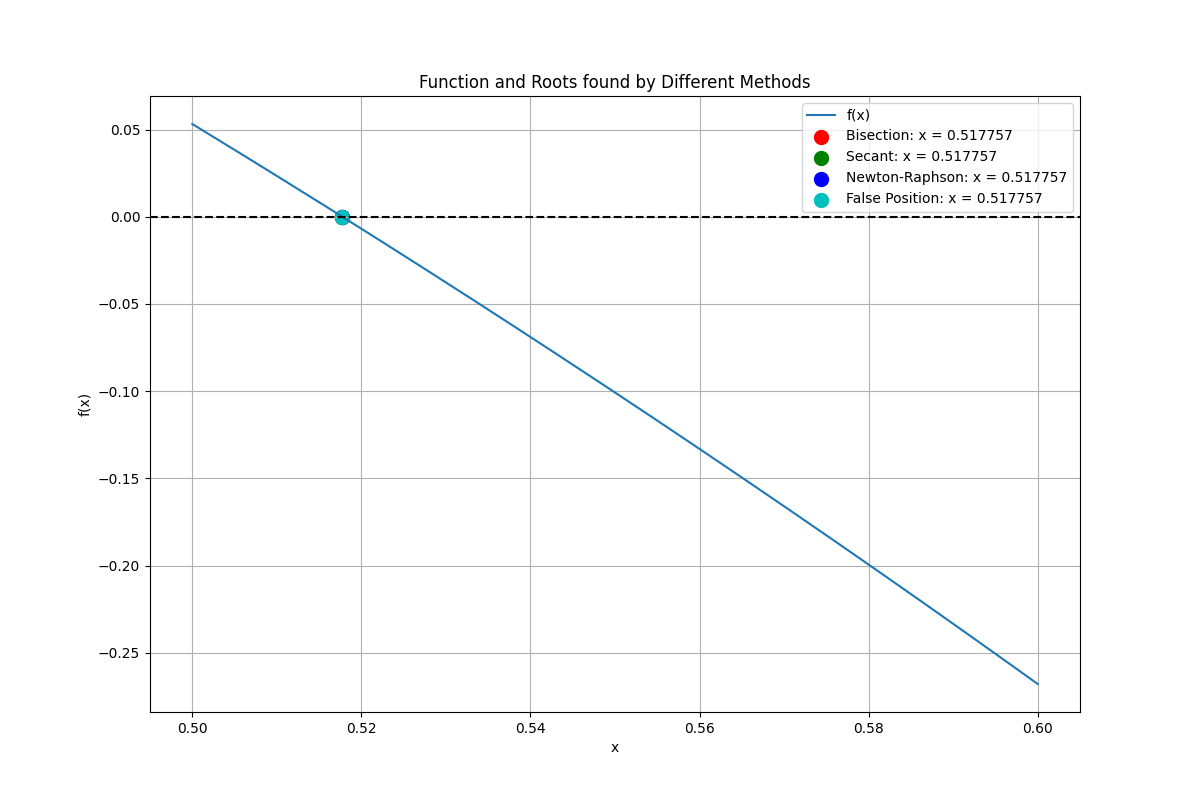 Function and Roots found by Different Methods
f(x)
Bisection: x = 0.517757
Secant: x = 0.517757
Newton-Raphson: x = 0.517757
False Position: x = 0.517757
0.05
0.00
−0.05
−0.10
−0.15
−0.20
−0.25
f(x)
0.50 0.52 0.54 0.56 0.58 0.60
x